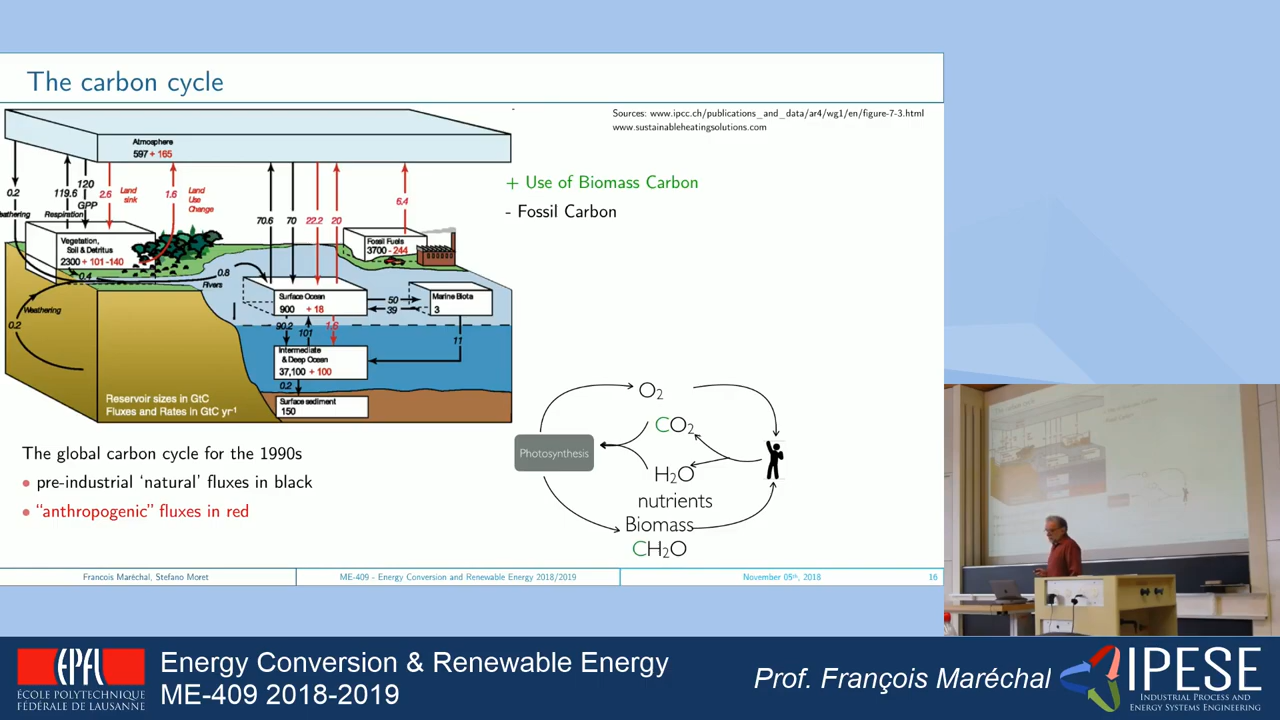 The carbon cycle
Sources: www.ipcc.ch/publications_and_data/ar4/wg1/en/figure-7-3.html
www.sustainableheatingsolutions.com
+ Use of Biomass Carbon
- Fossil Carbon
Atmosphere
597 + 165
0.2
119.6
120
GPP
2.6
Land
sink
1.6
Land
Use
Change
Respiration
70.6
70
22.2
20
6.4
Vegetation,
Soil & Detritus
2300 + 101 -140
Fossil Fuels
3700 - 244
0.4
0.8
Rivers
Weathering
0.2
Surface Ocean
900 + 18
50
39
Marine Biota
3
90.2
101
1.6
11
Intermediate
& Deep Ocean
37,100 + 100
0.2
Surface sediment
150
Reservoir sizes in GtC
Fluxes and Rates in GtC yr⁻¹
O₂
CO₂
Photosynthesis
H₂O
nutrients
Biomass
CH₂O
The global carbon cycle for the 1990s
• pre-industrial ‘natural’ fluxes in black
• “anthropogenic” fluxes in red
Francois Maréchal, Stefano Moret
ME-409 - Energy Conversion and Renewable Energy 2018/2019
November 05ᵗʰ, 2018
16
EPFL
ÉCOLE POLYTECHNIQUE
FÉDÉRALE DE LAUSANNE
Energy Conversion & Renewable Energy
ME-409 2018-2019
Prof. François Maréchal
IPESE
Industrial Process and
Energy Systems Engineering